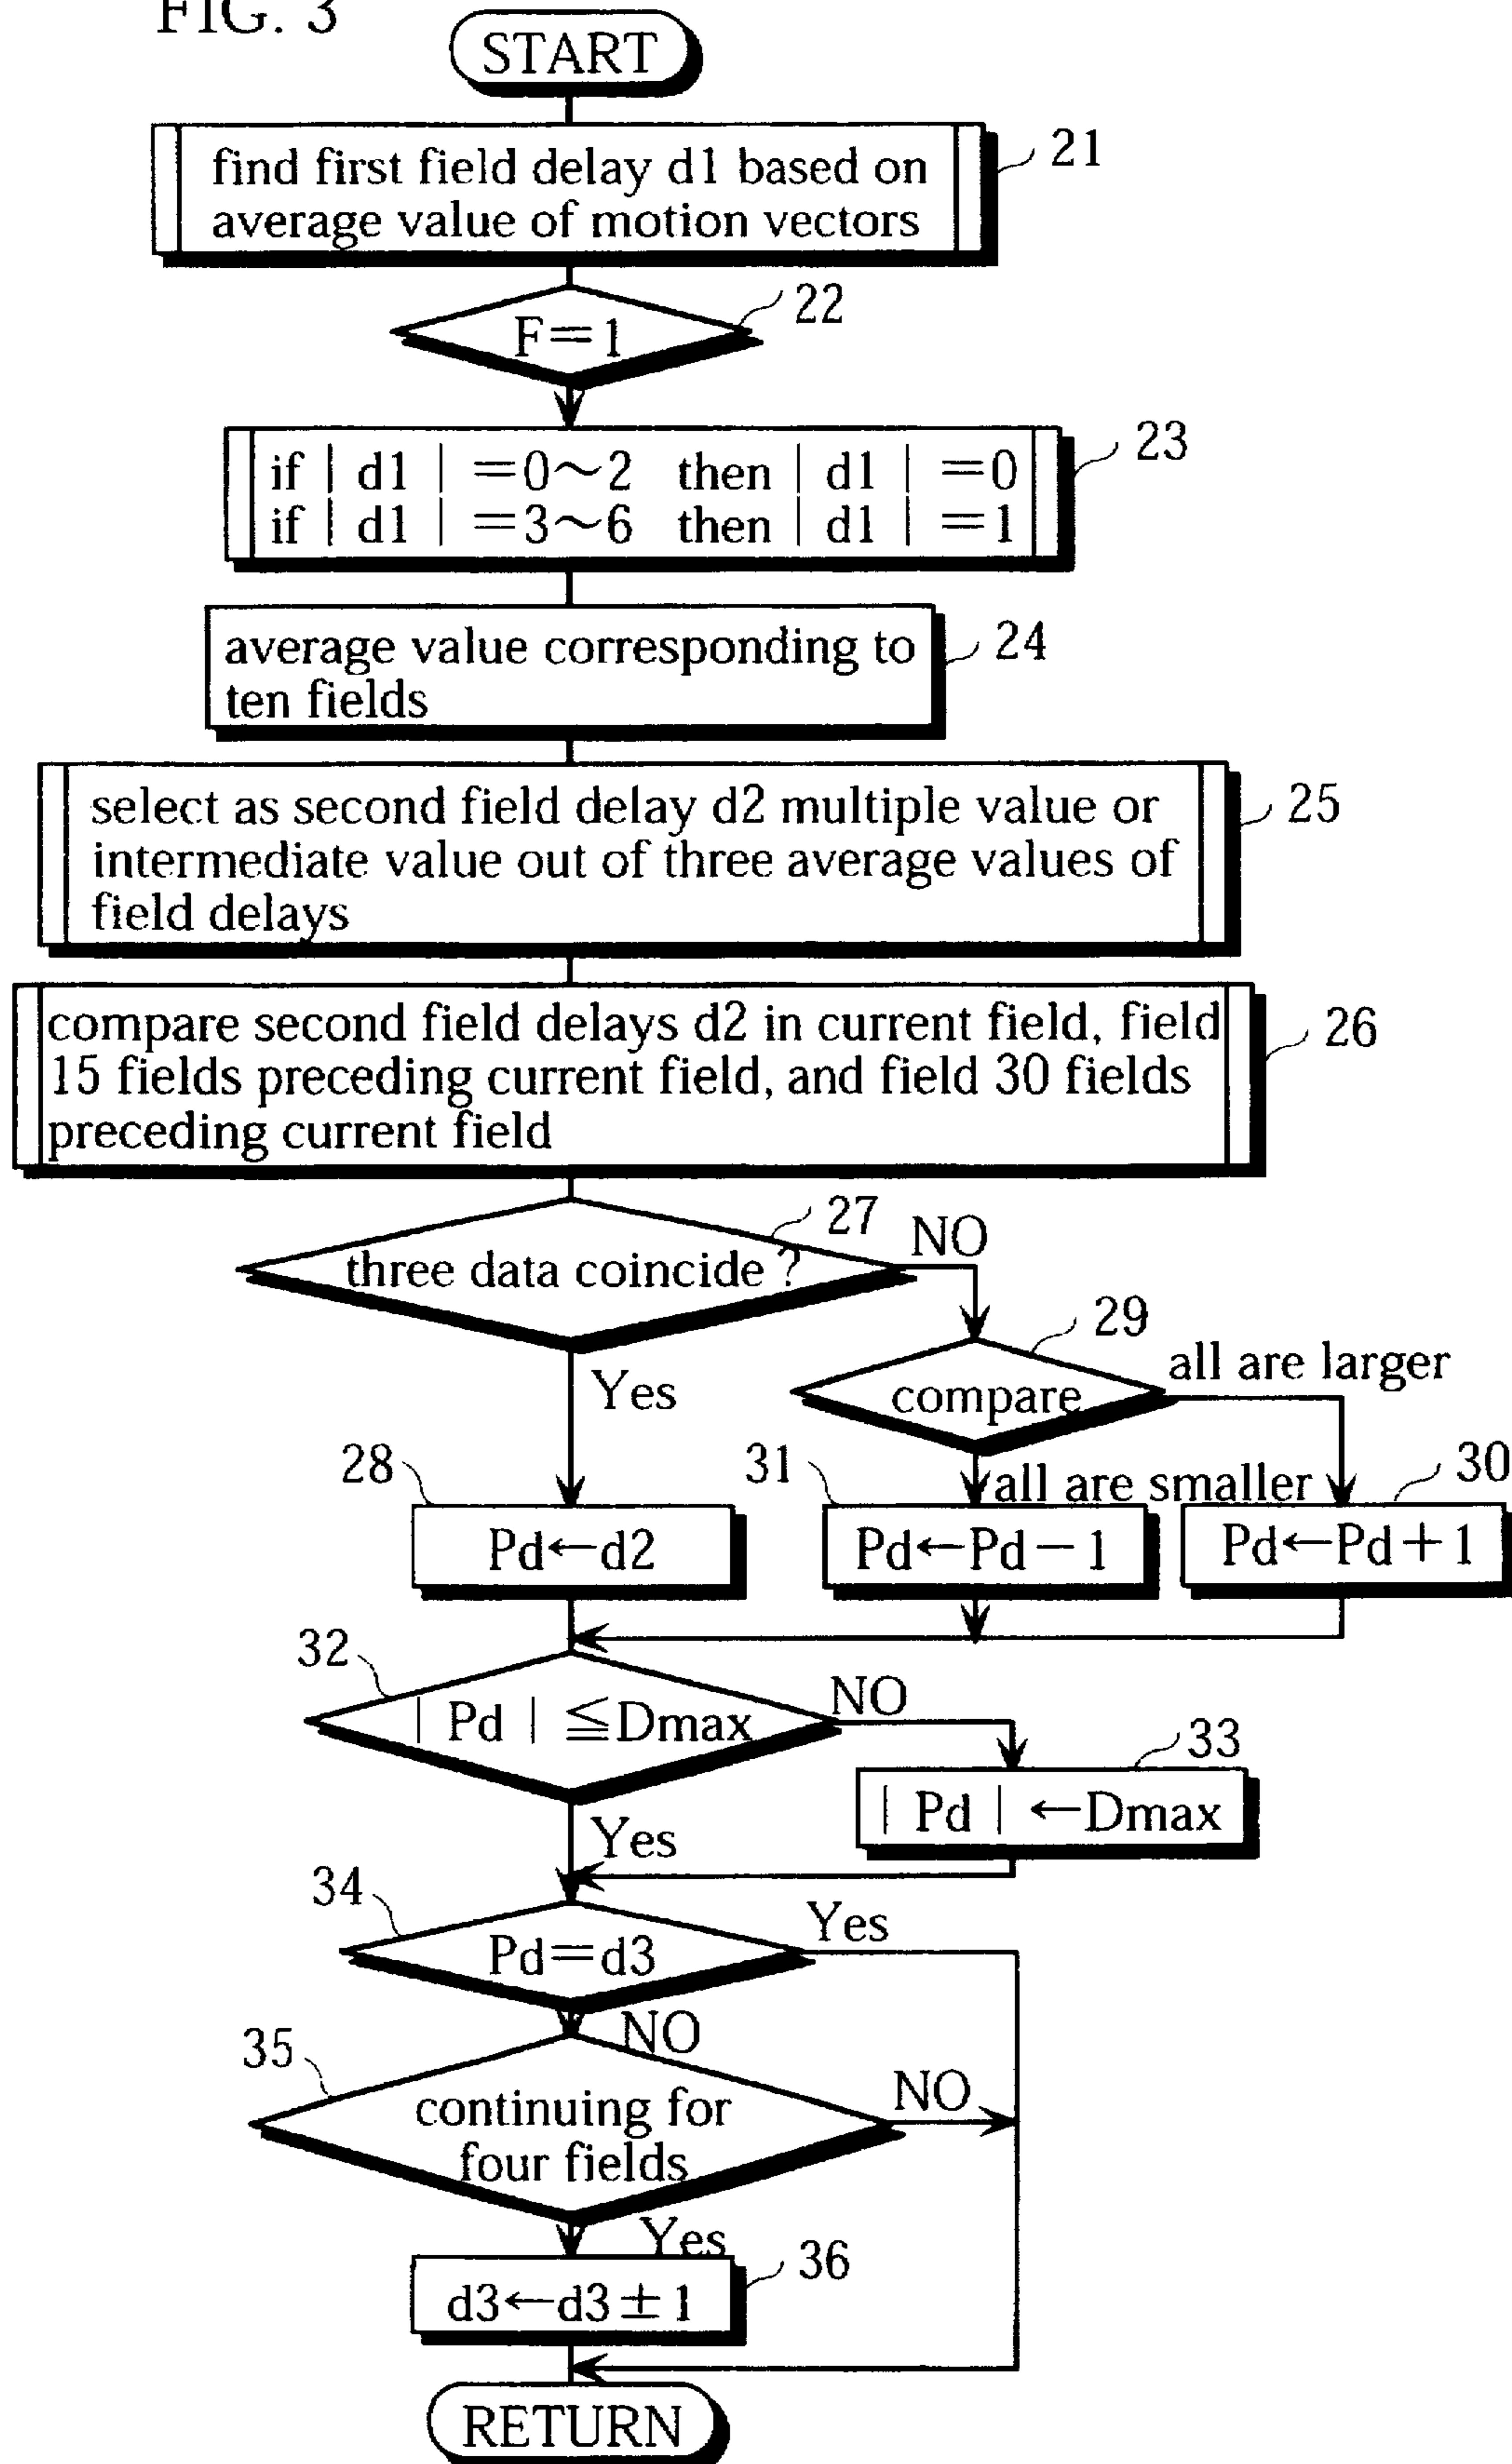 FIG. 3
START
find first field delay d1 based on
average value of motion vectors
21
F=1
22
if | d1 | =0~2 then | d1 | =0
if | d1 | =3~6 then | d1 | =1
23
average value corresponding to
ten fields
24
select as second field delay d2 multiple value or
intermediate value out of three average values of
field delays
25
compare second field delays d2 in current field, field
15 fields preceding current field, and field 30 fields
preceding current field
26
three data coincide ?
27
NO
Yes
compare
29
all are larger
all are smaller
28
Pd←d2
31
Pd←Pd-1
30
Pd←Pd+1
32
| Pd | ≦Dmax
NO
33
| Pd | ←Dmax
Yes
34
Pd=d3
Yes
NO
35
continuing for
four fields
NO
Yes
36
d3←d3±1
RETURN